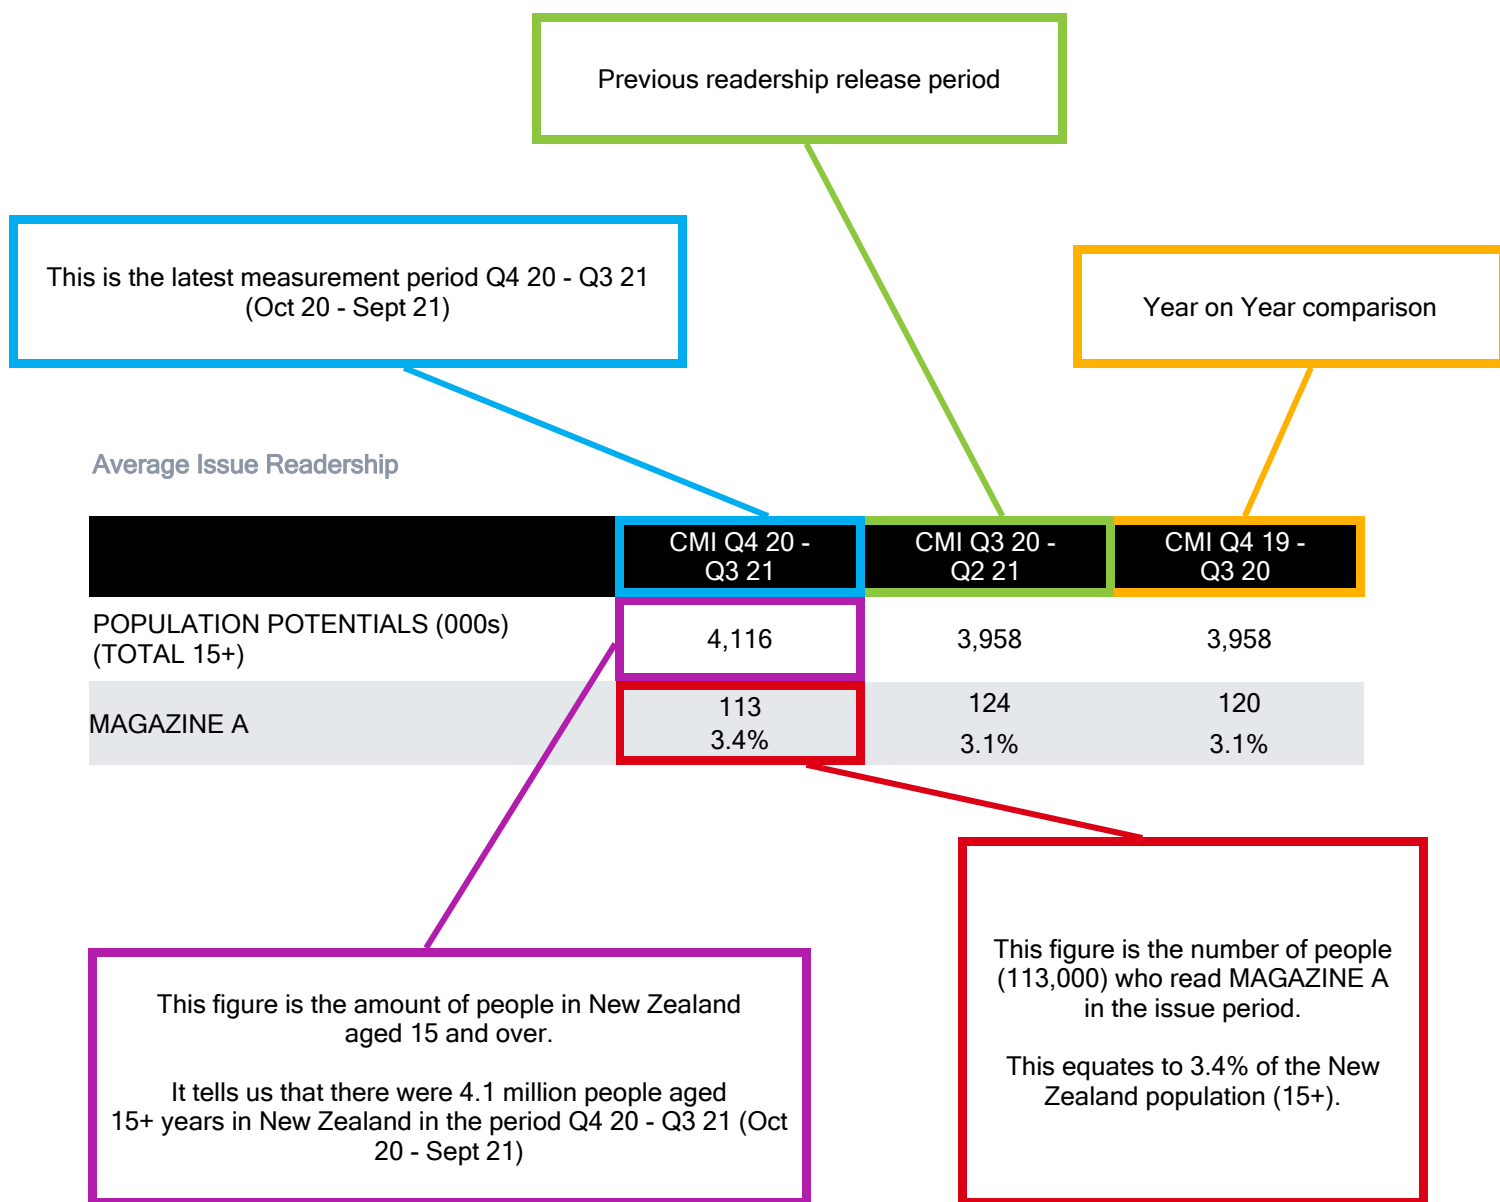 Previous readership release period
This is the latest measurement period Q4 20 - Q3 21
(Oct 20 - Sept 21)
Year on Year comparison
Average Issue Readership
CMI Q4 20 -
Q3 21
CMI Q3 20 -
Q2 21
CMI Q4 19 -
Q3 20
POPULATION POTENTIALS (000s)
(TOTAL 15+)
4,116
3,958
3,958
MAGAZINE A
113
3.4%
124
3.1%
120
3.1%
This figure is the amount of people in New Zealand
aged 15 and over.
It tells us that there were 4.1 million people aged
15+ years in New Zealand in the period Q4 20 - Q3 21 (Oct
20 - Sept 21)
This figure is the number of people
(113,000) who read MAGAZINE A
in the issue period.
This equates to 3.4% of the New
Zealand population (15+).